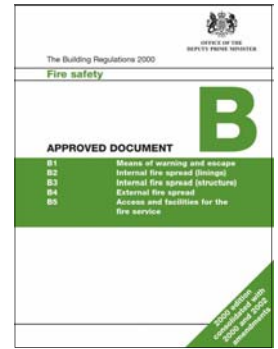 OFFICE OF THE
DEPUTY PRIME MINISTER
The Building Regulations 2000
Fire safety
B
APPROVED DOCUMENT
B1 Means of warning and escape
B2 Internal fire spread (linings)
B3 Internal fire spread (structure)
B4 External fire spread
B5 Access and facilities for the
fire service
2000 edition
consolidated with
2000 and 2002
amendments